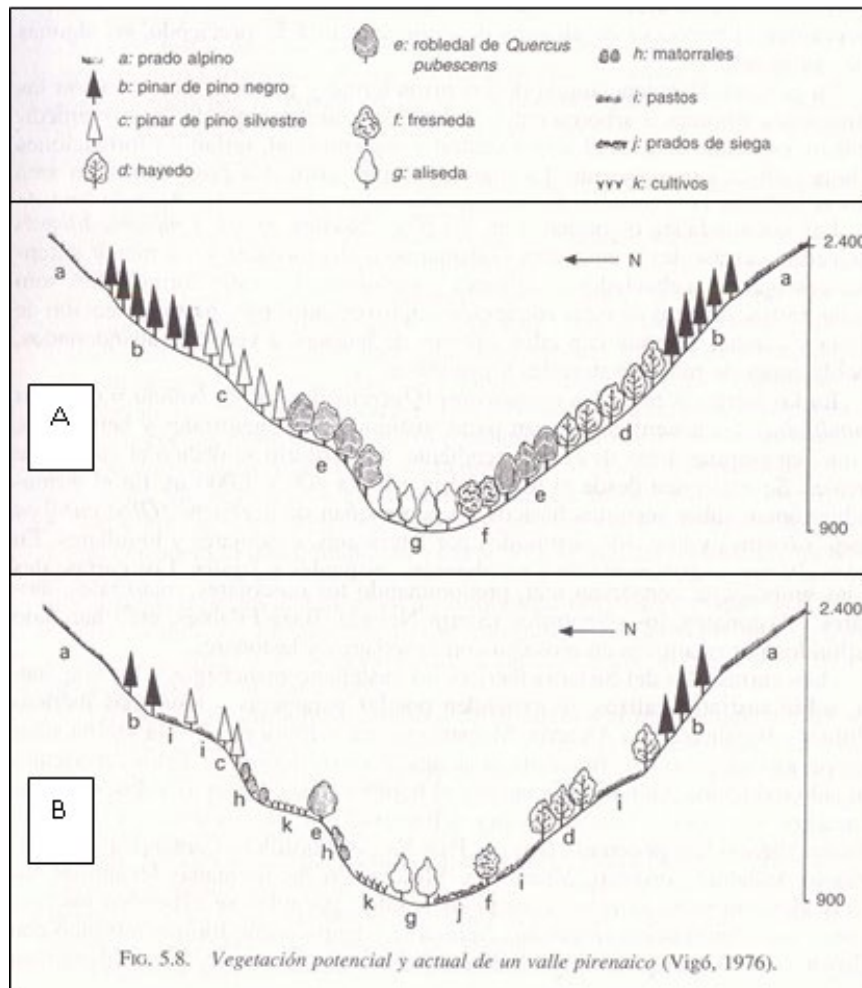 a: prado alpino
b: pinar de pino negro
c: pinar de pino silvestre
d: hayedo
e: robledal de Quercus
pubescens
f: fresneda
g: aliseda
h: matorrales
i: pastos
j: prados de siega
k: cultivos
2.400
N
a
a
b
b
A
c
d
e
e
g
f
900
B
2.400
N
a
a
b
b
i
i
c
h
k
e
i
d
h
k
g
j
f
i
900
FIG. 5.8. Vegetación potencial y actual de un valle pirenaico (Vigó, 1976).